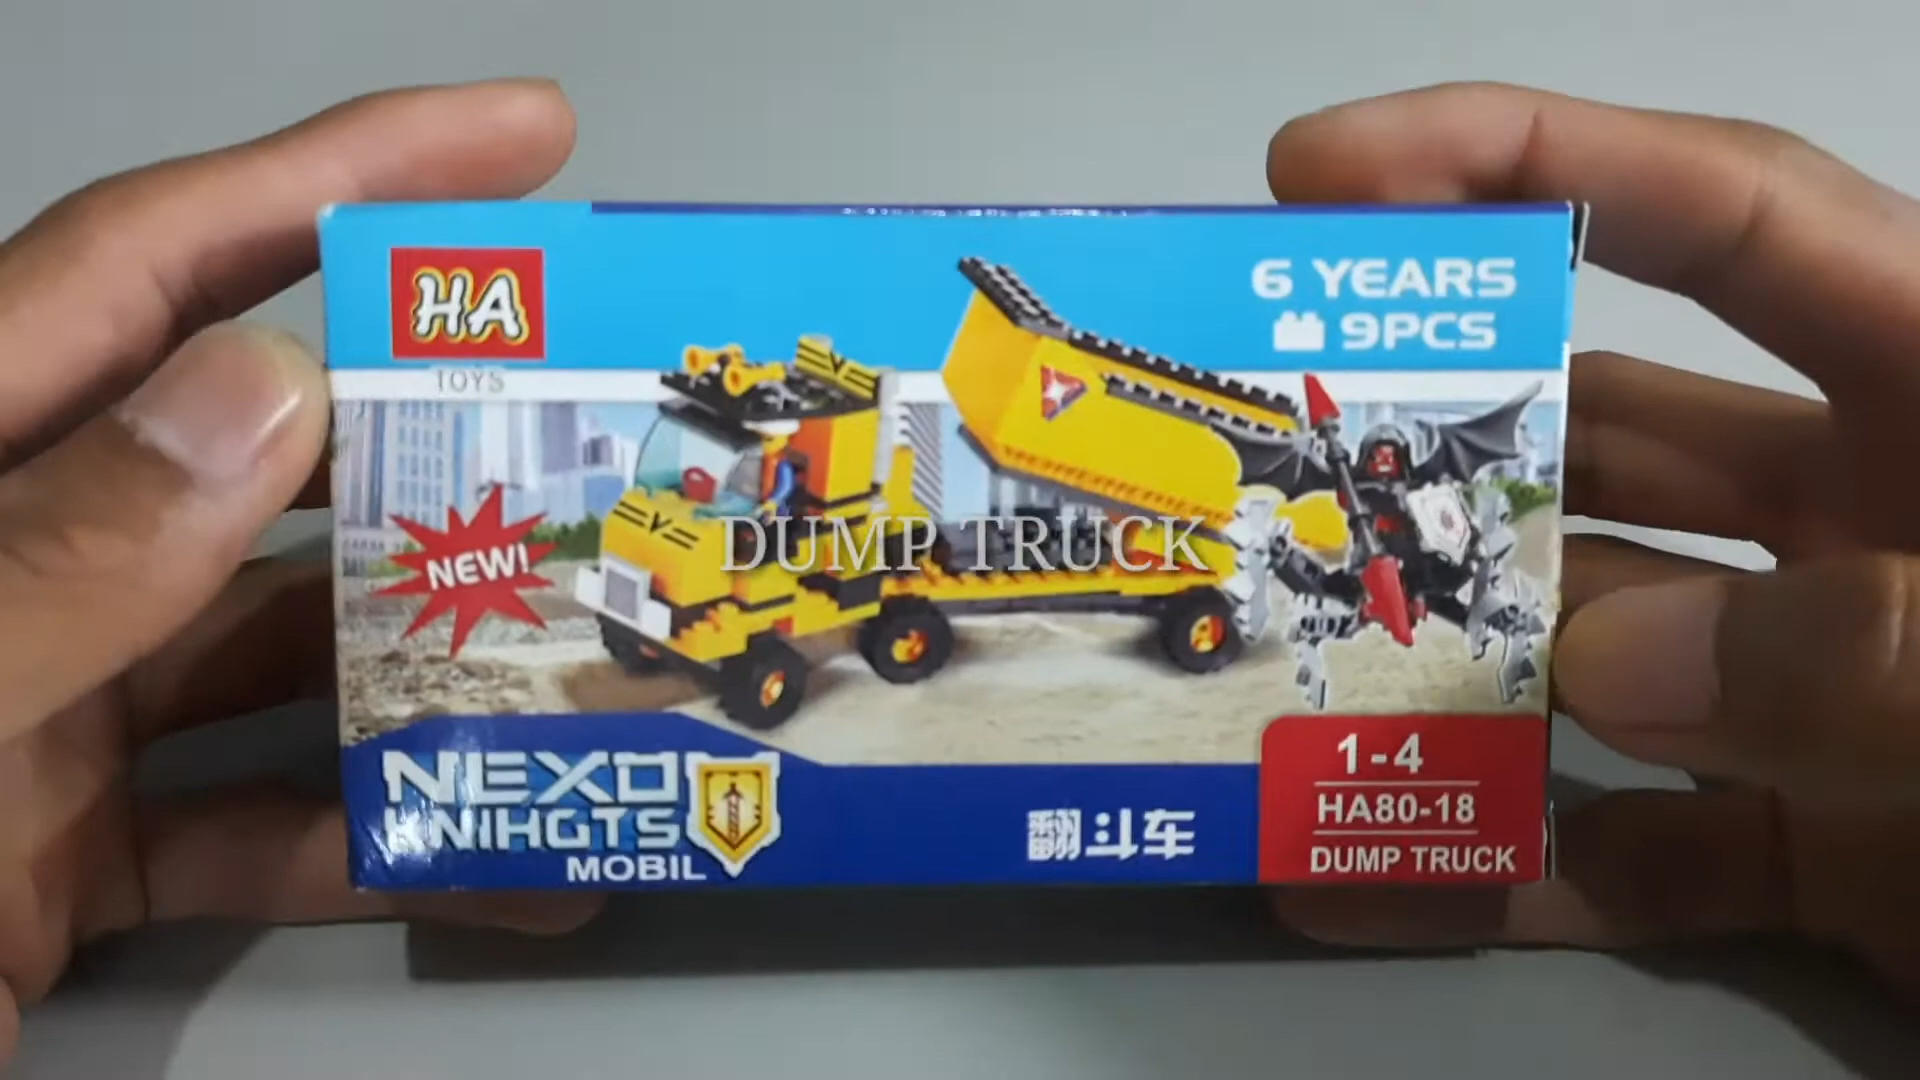 HA
TOYS
6 YEARS
9PCS
NEW!
DUMP TRUCK
NEXO
KNIHGTS
MOBIL
翻斗车
1-4
HA80-18
DUMP TRUCK